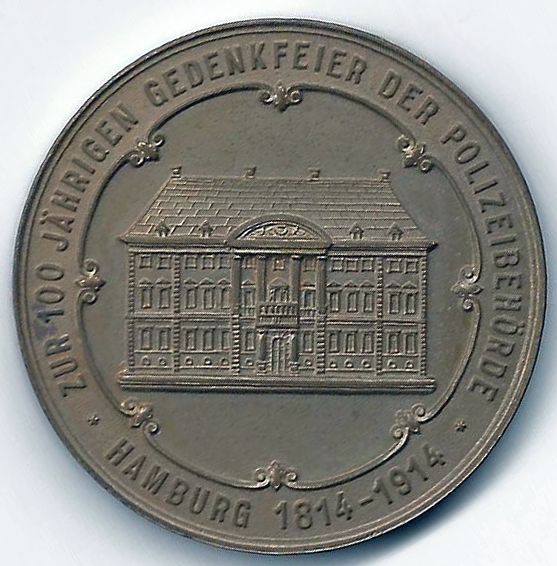 ZUR 100 JÄHRIGEN GEDENKFEIER DER POLIZEIBEHÖRDE
* HAMBURG 1814-1914 *